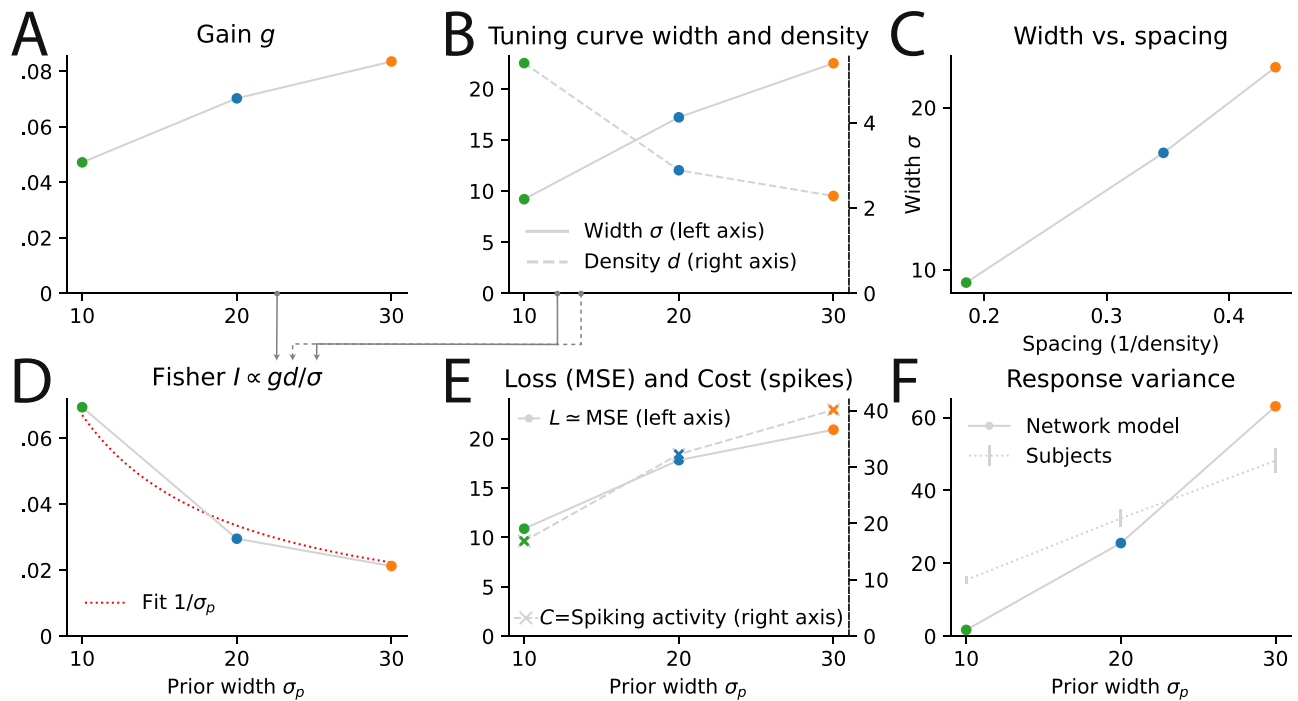 A
Gain g
.08
.06
.04
.02
0
10
20
30
B
Tuning curve width and density
20
15
10
5
0
4
2
0
10
20
30
Width σ (left axis)
Density d (right axis)
C
Width vs. spacing
Width σ
20
10
0.2
0.3
0.4
Spacing (1/density)
D
Fisher I ∝ gd/σ
.06
.04
.02
0
Fit 1/σₚ
10
20
30
Prior width σₚ
E
Loss (MSE) and Cost (spikes)
L ≃ MSE (left axis)
20
15
10
5
0
40
30
20
10
0
C=Spiking activity (right axis)
10
20
30
Prior width σₚ
F
Response variance
60
40
20
0
Network model
Subjects
10
20
30
Prior width σₚ